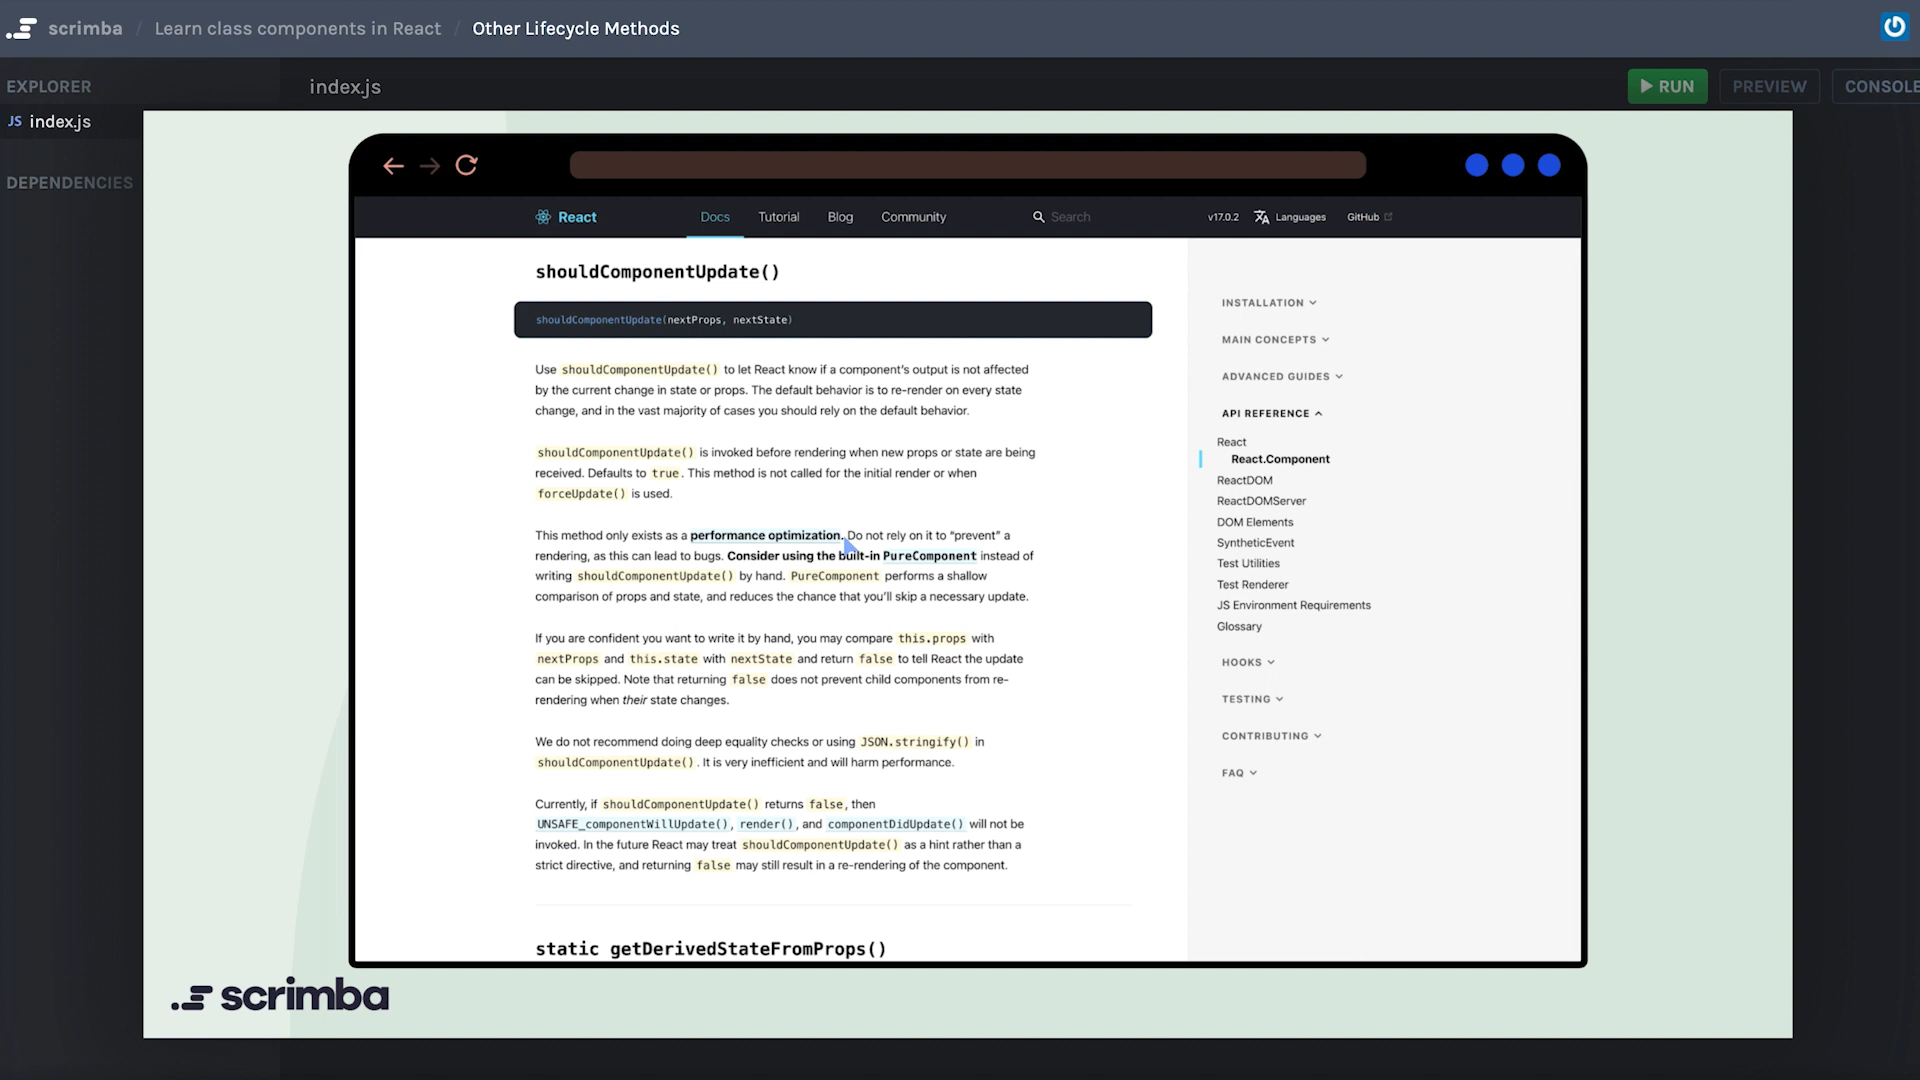 scrimba / Learn class components in React / Other Lifecycle Methods
EXPLORER
index.js
RUN
PREVIEW
CONSOLE
JS index.js
DEPENDENCIES
React
Docs
Tutorial
Blog
Community
Search
v17.0.2
Languages
GitHub
shouldComponentUpdate()
shouldComponentUpdate(nextProps, nextState)
Use shouldComponentUpdate() to let React know if a component's output is not affected
by the current change in state or props. The default behavior is to re-render on every state
change, and in the vast majority of cases you should rely on the default behavior.
shouldComponentUpdate() is invoked before rendering when new props or state are being
received. Defaults to true. This method is not called for the initial render or when
forceUpdate() is used.
This method only exists as a performance optimization. Do not rely on it to “prevent” a
rendering, as this can lead to bugs. Consider using the built-in PureComponent instead of
writing shouldComponentUpdate() by hand. PureComponent performs a shallow
comparison of props and state, and reduces the chance that you'll skip a necessary update.
If you are confident you want to write it by hand, you may compare this.props with
nextProps and this.state with nextState and return false to tell React the update
can be skipped. Note that returning false does not prevent child components from re-
rendering when their state changes.
We do not recommend doing deep equality checks or using JSON.stringify() in
shouldComponentUpdate(). It is very inefficient and will harm performance.
Currently, if shouldComponentUpdate() returns false, then
UNSAFE_componentWillUpdate(), render(), and componentDidUpdate() will not be
invoked. In the future React may treat shouldComponentUpdate() as a hint rather than a
strict directive, and returning false may still result in a re-rendering of the component.
static getDerivedStateFromProps()
INSTALLATION
MAIN CONCEPTS
ADVANCED GUIDES
API REFERENCE
React
React.Component
ReactDOM
ReactDOMServer
DOM Elements
SyntheticEvent
Test Utilities
Test Renderer
JS Environment Requirements
Glossary
HOOKS
TESTING
CONTRIBUTING
FAQ
scrimba